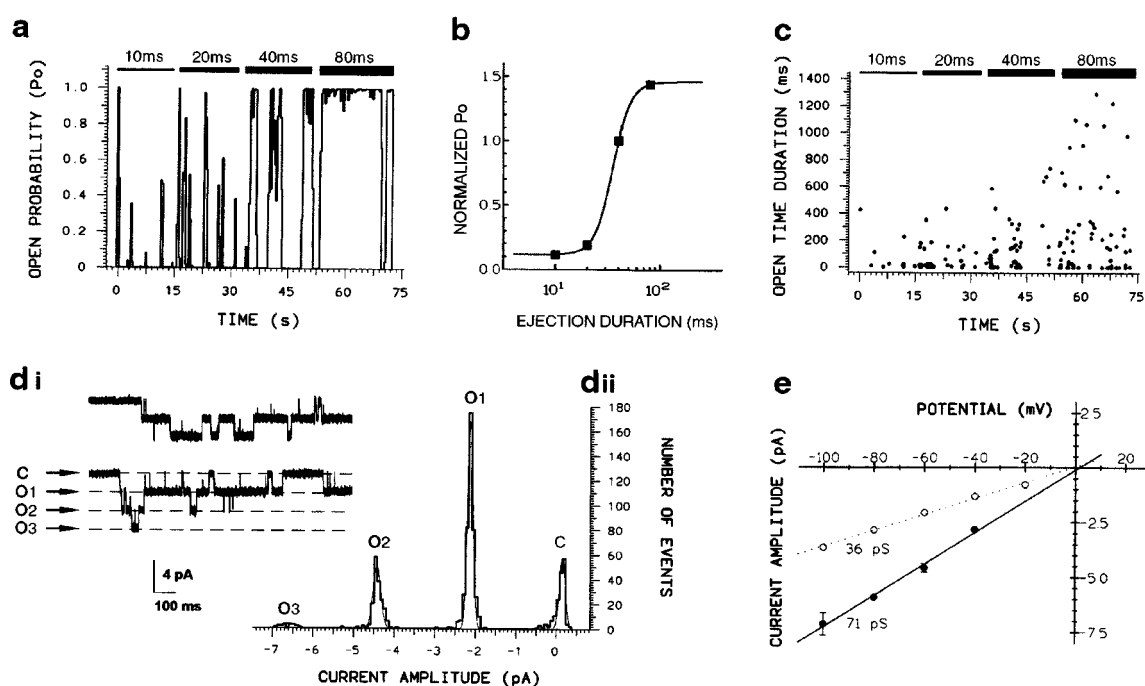 a
10ms 20ms 40ms 80ms
OPEN PROBABILITY (Po)
1.0
0.8
0.6
0.4
0.2
0
0 15 30 45 60 75
TIME (s)
b
NORMALIZED Po
1.5
1.0
0.5
0.0
10¹ 10²
EJECTION DURATION (ms)
c
10ms 20ms 40ms 80ms
OPEN TIME DURATION (ms)
1400
1200
1000
800
600
400
200
0
0 15 30 45 60 75
TIME (s)
d i
C
O1
O2
O3
4 pA
100 ms
dii
O3 O2 O1 C
180
160
140
120
100
80
60
40
20
0
NUMBER OF EVENTS
-7 -6 -5 -4 -3 -2 -1 0
CURRENT AMPLITUDE (pA)
e
POTENTIAL (mV)
-100 -80 -60 -40 -20 20
CURRENT AMPLITUDE (pA)
2.5
-2.5
-5.0
-7.5
36 pS
71 pS